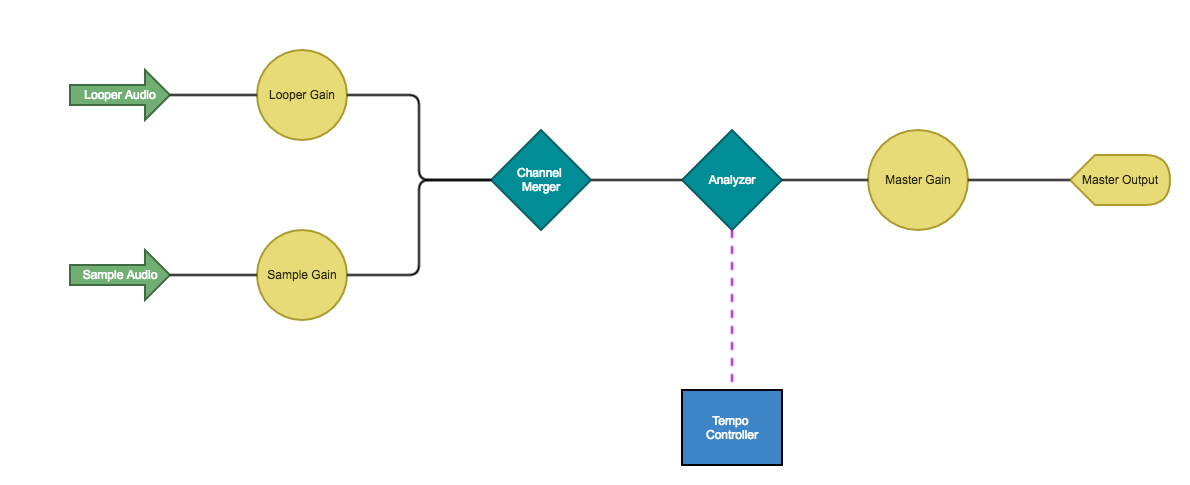 Looper Audio
Looper Gain
Channel
Merger
Analyzer
Master Gain
Master Output
Sample Audio
Sample Gain
Tempo
Controller